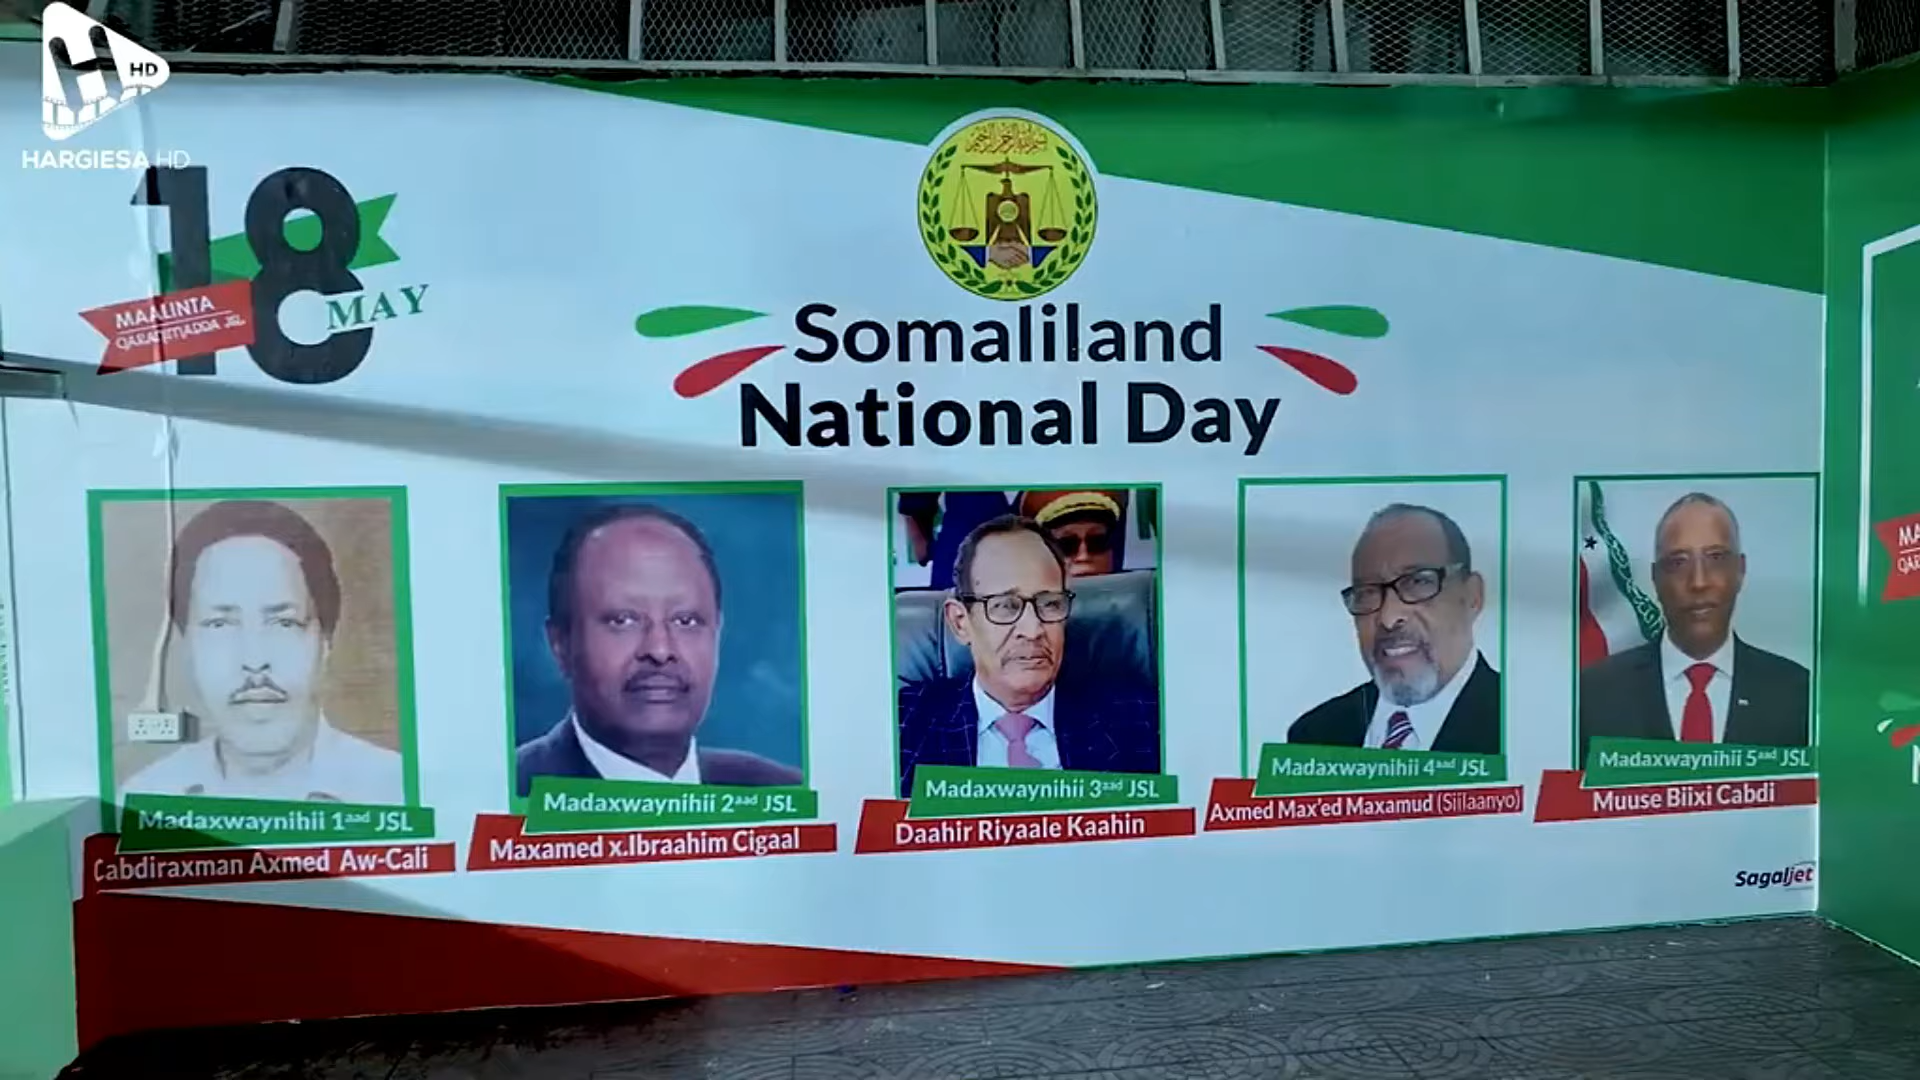 HD
HARGIESA HD
18
MAY
MAALINTA
QARANIMADDA JSL
Somaliland
National Day
Madaxwaynihii 1aad JSL
Cabdiraxman Axmed Aw-Cali
Madaxwaynihii 2aad JSL
Maxamed x.Ibraahim Cigaal
Madaxwaynihii 3aad JSL
Daahir Riyaale Kaahin
Madaxwaynihii 4aad JSL
Axmed Max'ed Maxamud (Siilaanyo)
Madaxwaynihii 5aad JSL
Muuse Biixi Cabdi
Sagaljet